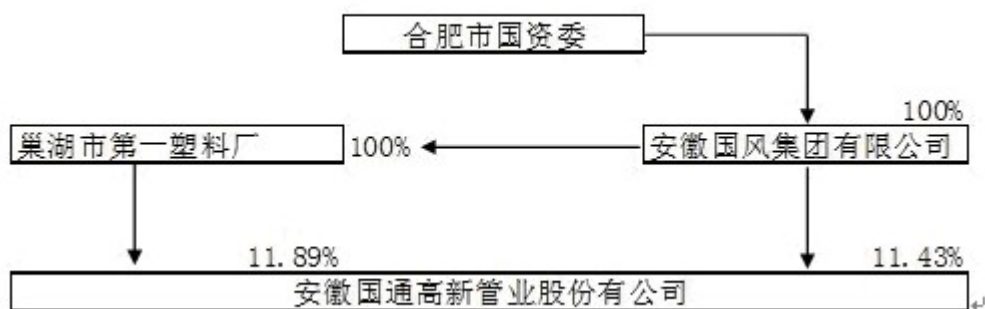 合肥市国资委
100%
巢湖市第一塑料厂 100% 安徽国风集团有限公司
11.89% 11.43%
安徽国通高新管业股份有公司